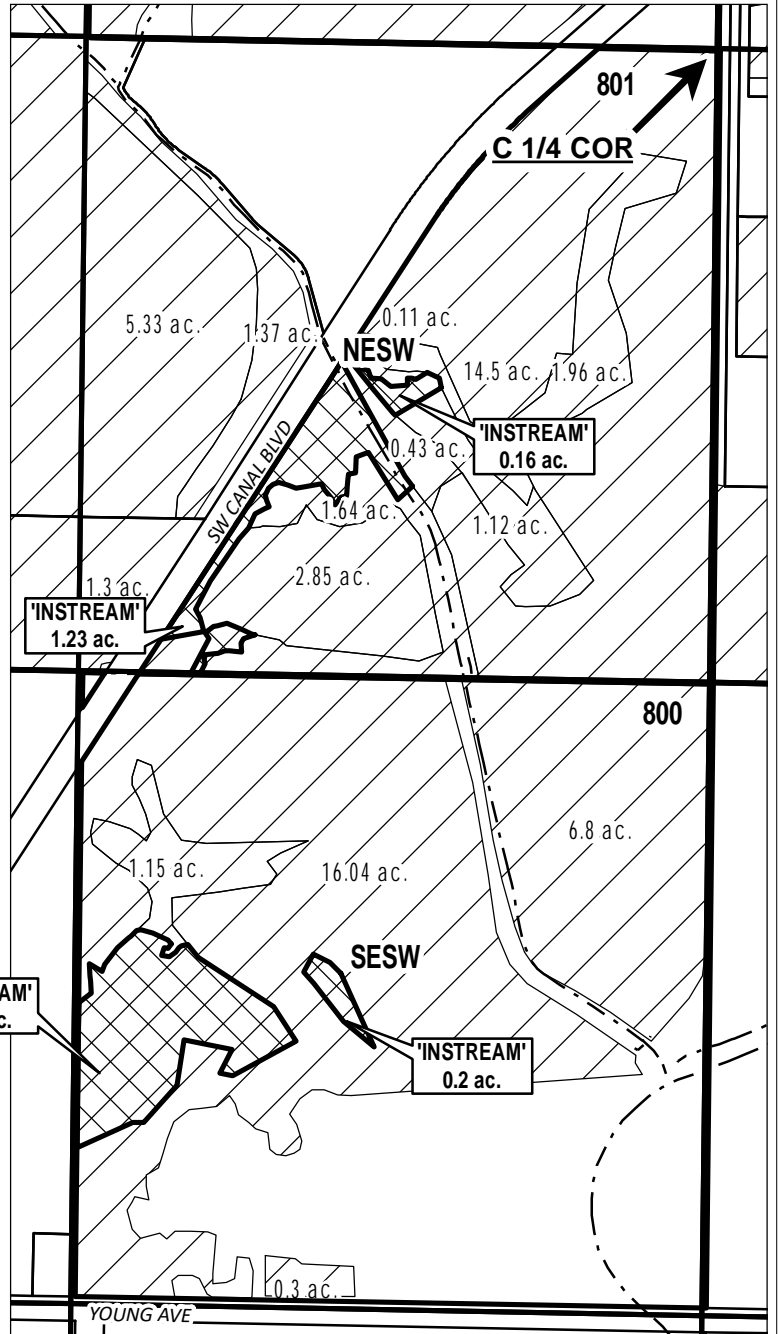 801
C 1/4 COR
5.33 ac.
1.37 ac.
0.11 ac.
NESW
14.5 ac.
1.96 ac.
'INSTREAM'
0.16 ac.
SW CANAL BLVD
0.43 ac.
1.64 ac.
1.12 ac.
2.85 ac.
1.3 ac.
'INSTREAM'
1.23 ac.
800
6.8 ac.
1.15 ac.
16.04 ac.
SESW
AM'
c.
'INSTREAM'
0.2 ac.
0.3 ac.
YOUNG AVE